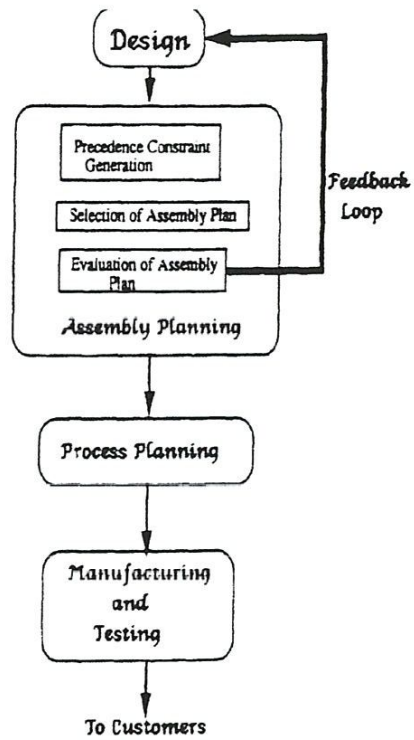 Design
Precedence Constraint
Generation
Selection of Assembly Plan
Evaluation of Assembly
Plan
Assembly Planning
Feedback
Loop
Process Planning
Manufacturing
and
Testing
To Customers